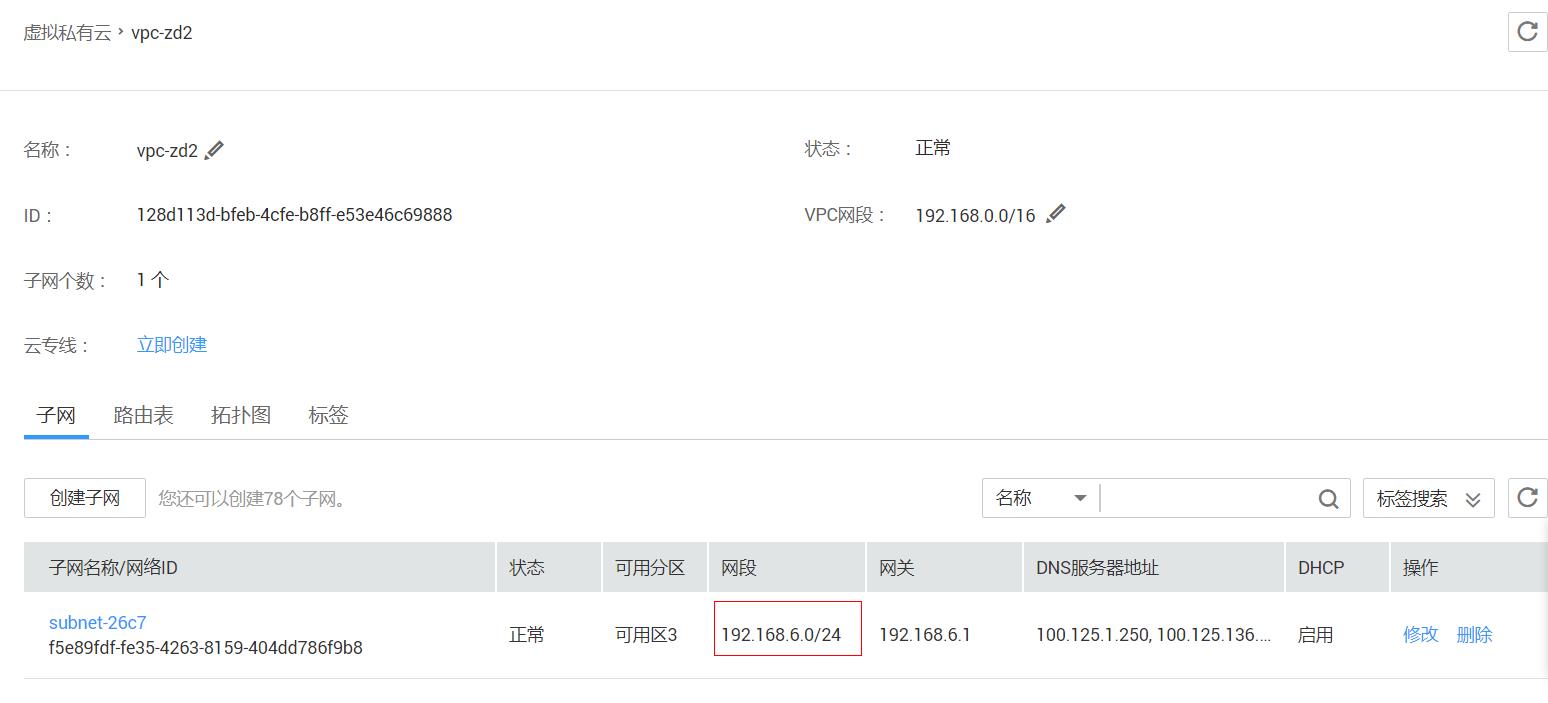 虚拟私有云 › vpc-zd2
名称： vpc-zd2 状态： 正常
ID： 128d113d-bfeb-4cfe-b8ff-e53e46c69888 VPC网段： 192.168.0.0/16
子网个数： 1 个
云专线： 立即创建
子网 路由表 拓扑图 标签
创建子网 您还可以创建78个子网。 名称 标签搜索
子网名称/网络ID 状态 可用分区 网段 网关 DNS服务器地址 DHCP 操作
subnet-26c7
f5e89fdf-fe35-4263-8159-404dd786f9b8 正常 可用区3 192.168.6.0/24 192.168.6.1 100.125.1.250, 100.125.136.... 启用 修改 删除